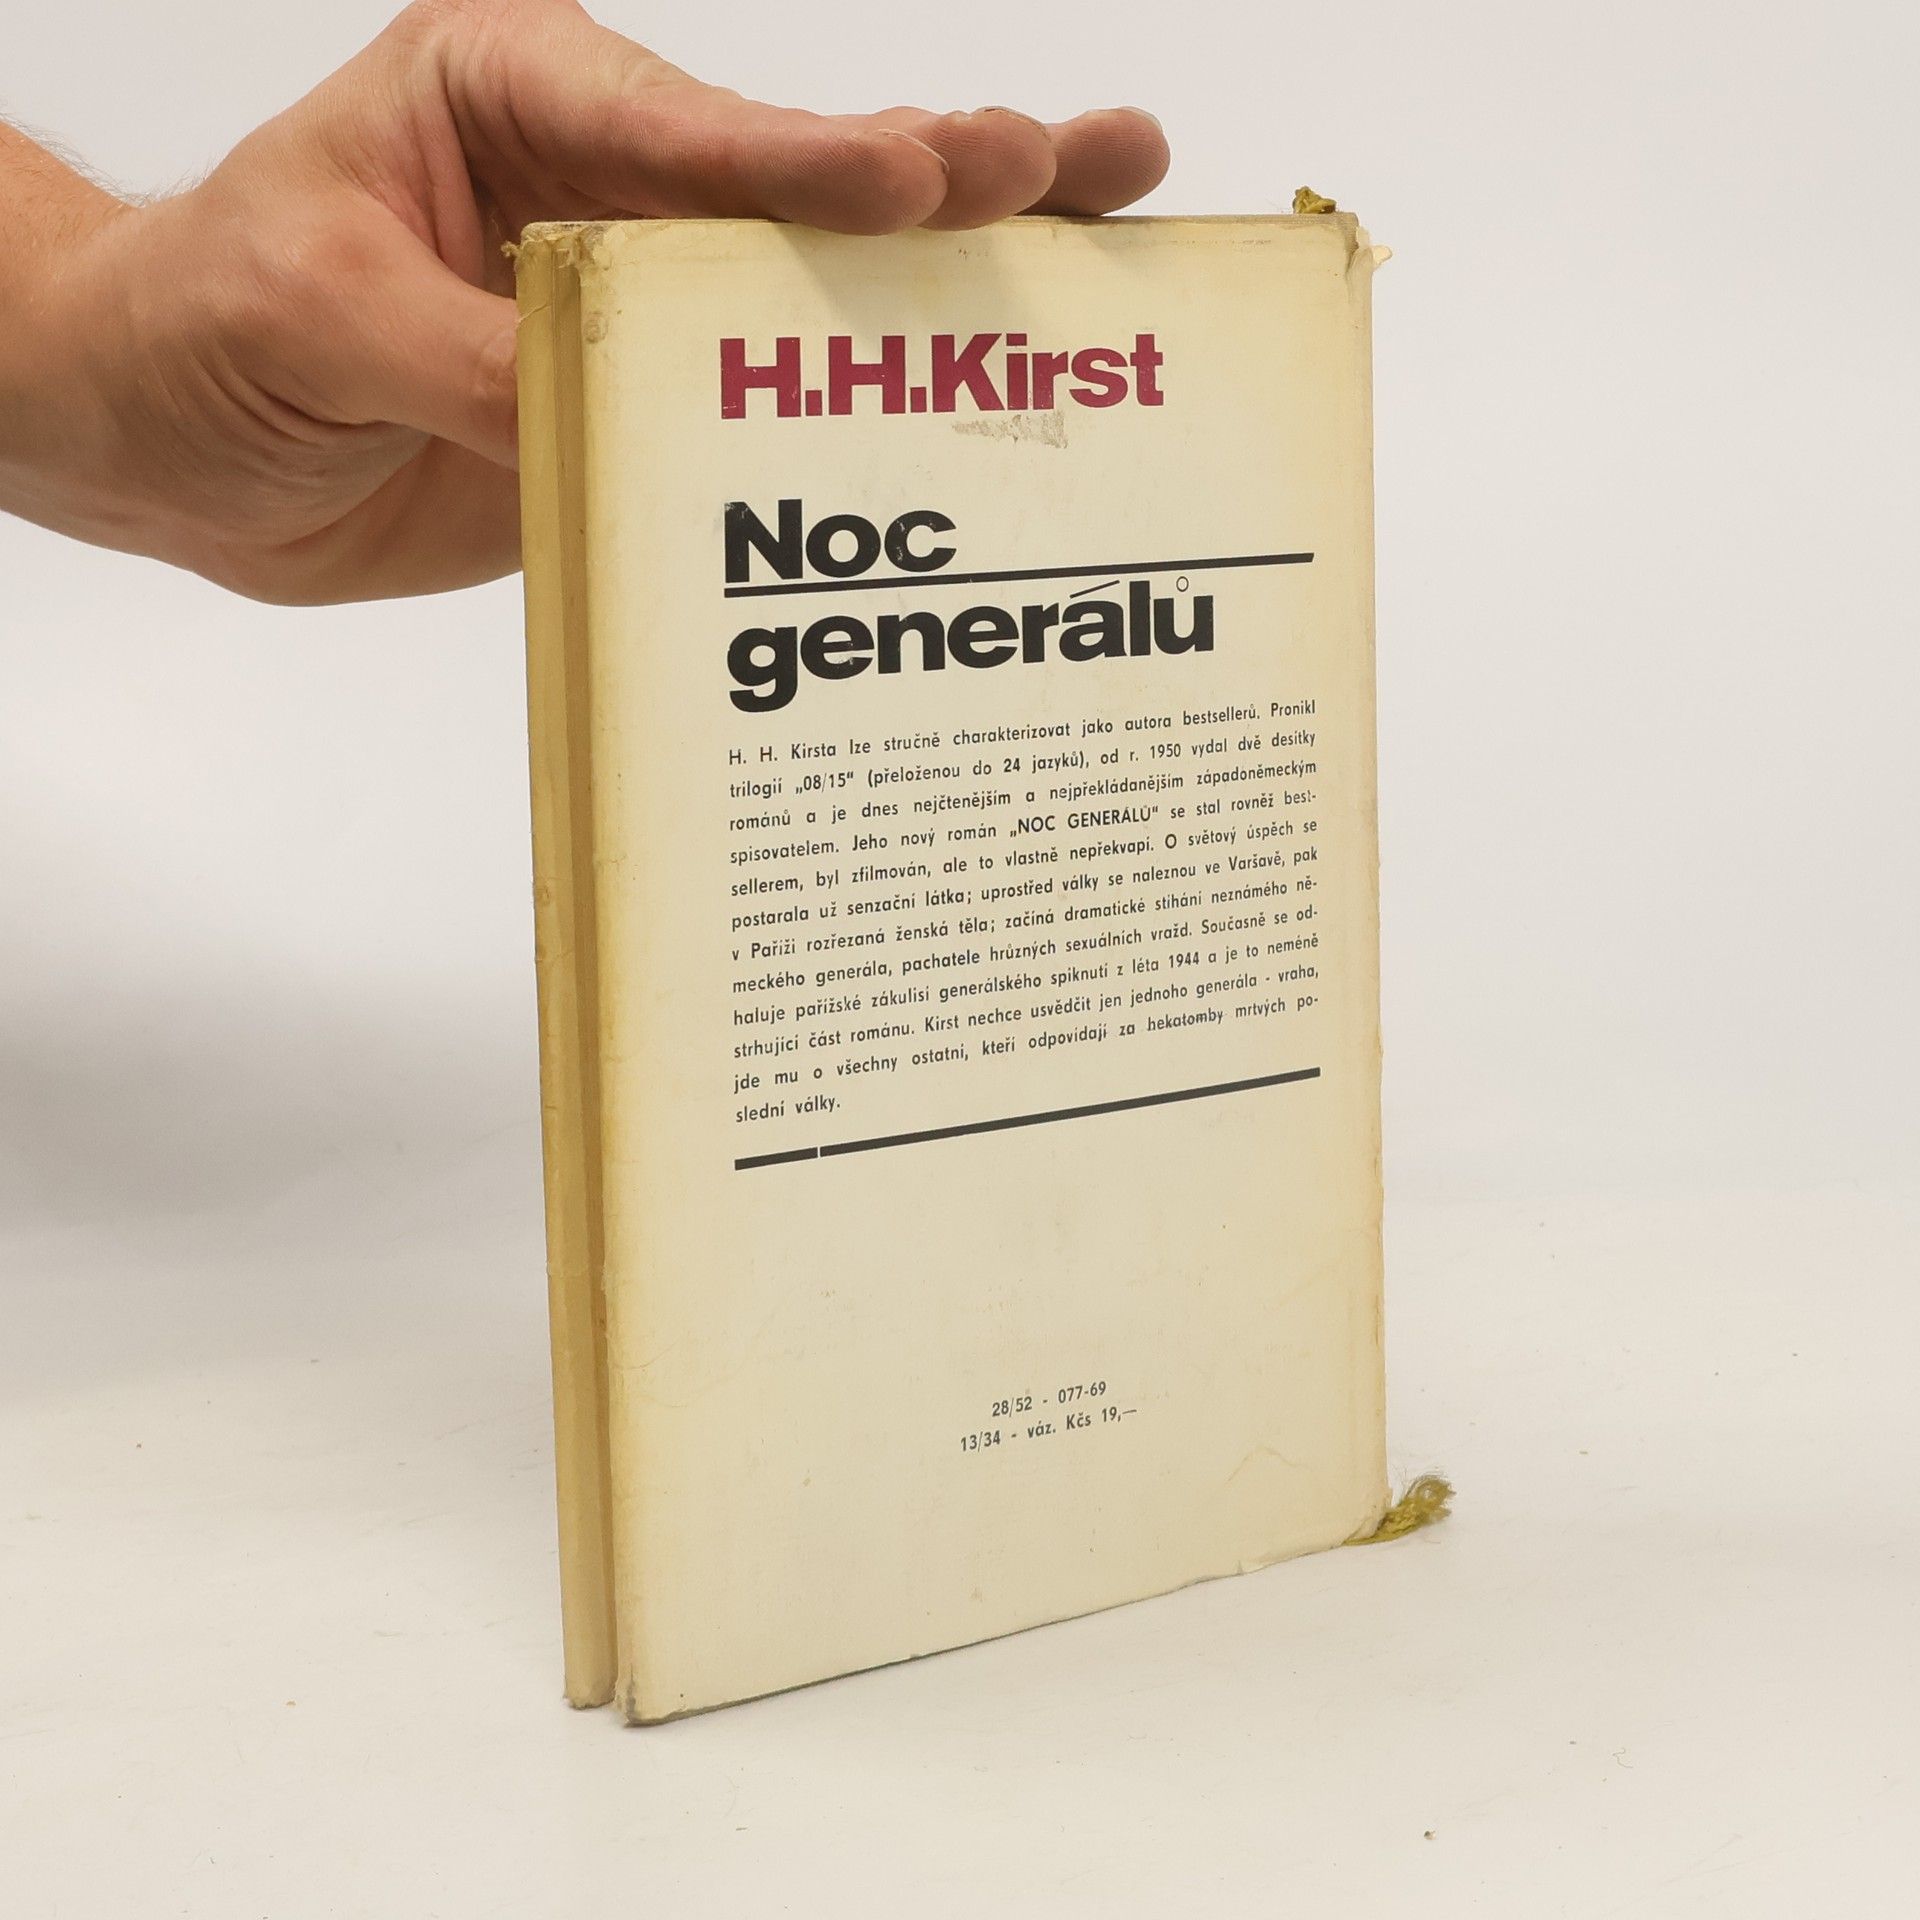 H.H.Kirst
Noc
generálů
H. H. Kirsta lze stručně charakterizovat jako autora bestsellerů. Pronikl
trilogií „08/15“ (přeloženou do 24 jazyků), od r. 1950 vydal dvě desítky
románů a je dnes nejčtenějším a nejpřekládanějším západoněmeckým
spisovatelem. Jeho nový román „NOC GENERÁLŮ“ se stal rovněž best-
sellerem, byl zfilmován, ale to vlastně nepřekvapí. O světový úspěch se
postarala už senzační látka; uprostřed války se naleznou ve Varšavě, pak
v Paříži rozřezaná ženská těla; začíná dramatické stíhání neznámého ně-
meckého generála, pachatele hrůzných sexuálních vražd. Současně se od-
haluje pařížské zákulisí generálského spiknutí z léta 1944 a je to neméně
strhující část románu. Kirst nechce usvědčit jen jednoho generála - vraha,
jde mu o všechny ostatní, kteří odpovídají za hekatomby mrtvých po-
slední války.
28/52 - 077-69
13/34 - váz. Kčs 19,—